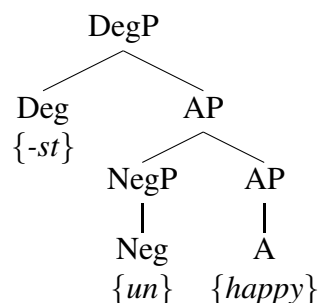 DegP
Deg AP
{-st} NegP AP
Neg A
{un} {happy}